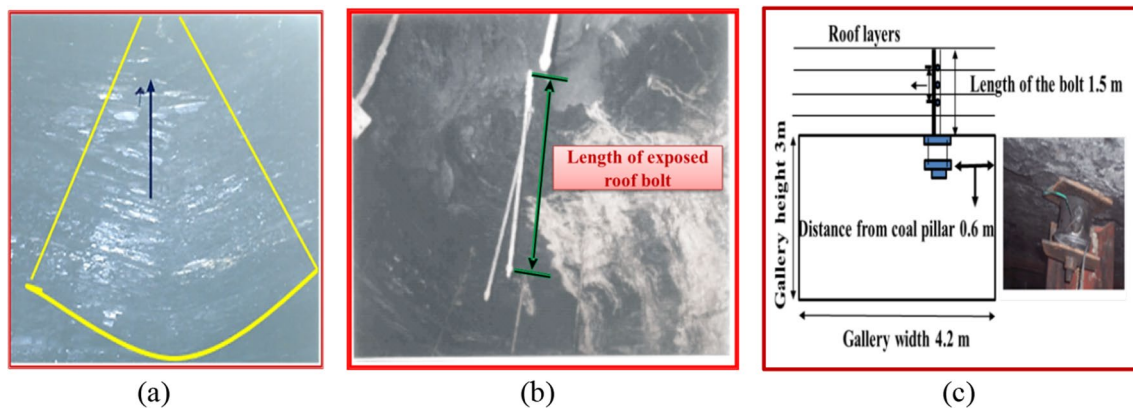 Length of exposed
roof bolt
Roof layers
Length of the bolt 1.5 m
Gallery height 3m
Distance from coal pillar 0.6 m
Gallery width 4.2 m
(a)
(b)
(c)